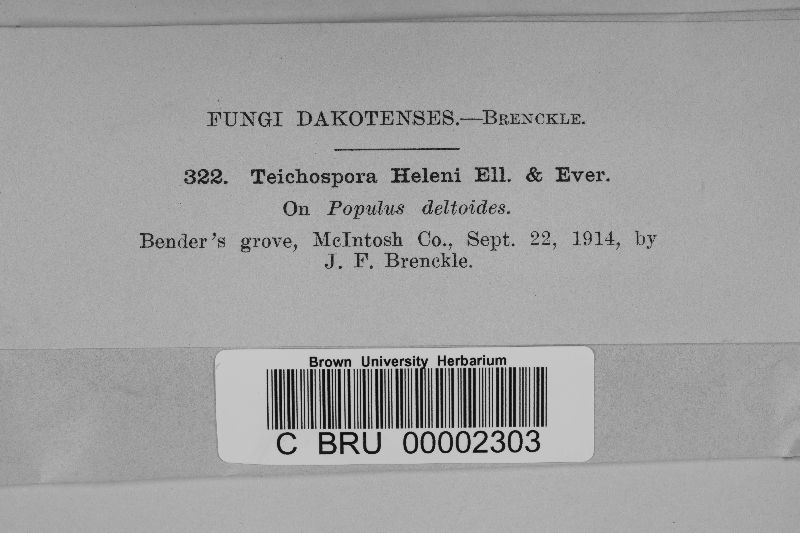 FUNGI DAKOTENSES.—BRENCKLE.
322. Teichospora Heleni Ell. & Ever.
On Populus deltoides.
Bender's grove, McIntosh Co., Sept. 22, 1914, by
J. F. Brenckle.
Brown University Herbarium
C BRU 00002303